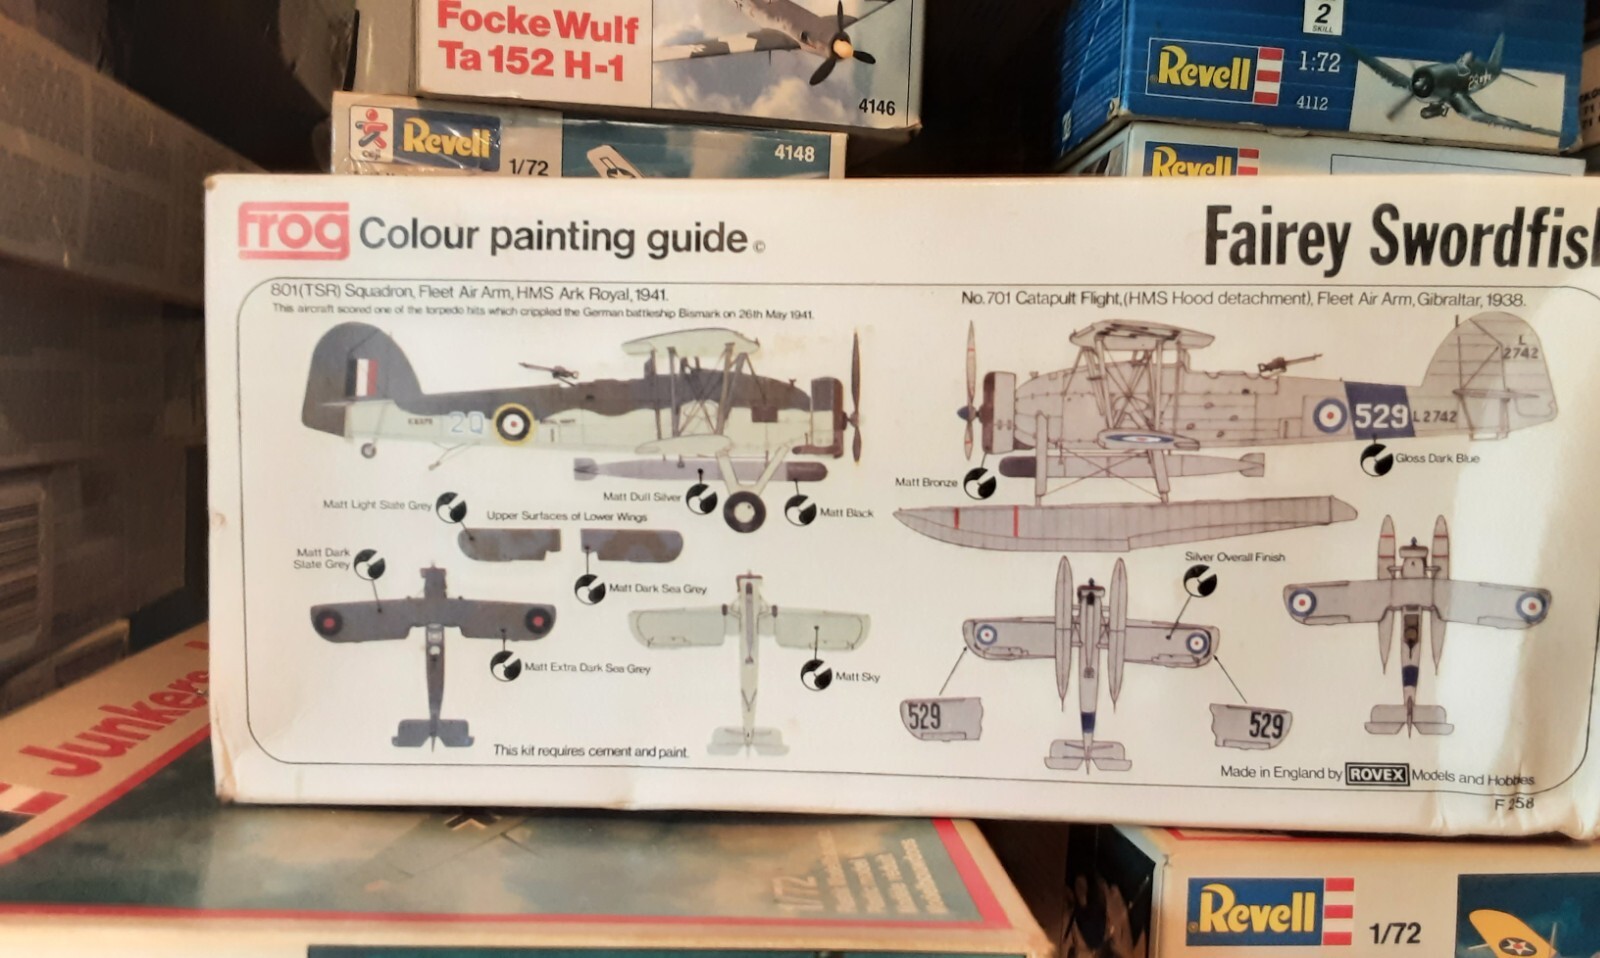 Focke Wulf
Ta 152 H-1
4146
Revell
1/72
4148
2
SKILL
Revell
1:72
4112
Revell
frog Colour painting guide ©
Fairey Swordfish
801(TSR) Squadron, Fleet Air Arm, HMS Ark Royal, 1941.
This aircraft scored one of the torpedo hits which crippled the German battleship Bismark on 26th May 1941.
No.701 Catapult Flight, (HMS Hood detachment), Fleet Air Arm, Gibraltar, 1938.
L
2742
529
L2742
Gloss Dark Blue
Matt Bronze
Matt Dull Silver
Matt Black
Matt Light Slate Grey
Upper Surfaces of Lower Wings
Matt Dark
Slate Grey
Matt Dark Sea Grey
Matt Extra Dark Sea Grey
Matt Sky
Silver Overall Finish
529
529
This kit requires cement and paint.
Made in England by ROVEX Models and Hobbies
F 258
Junkers
1/72
Revell
1/72